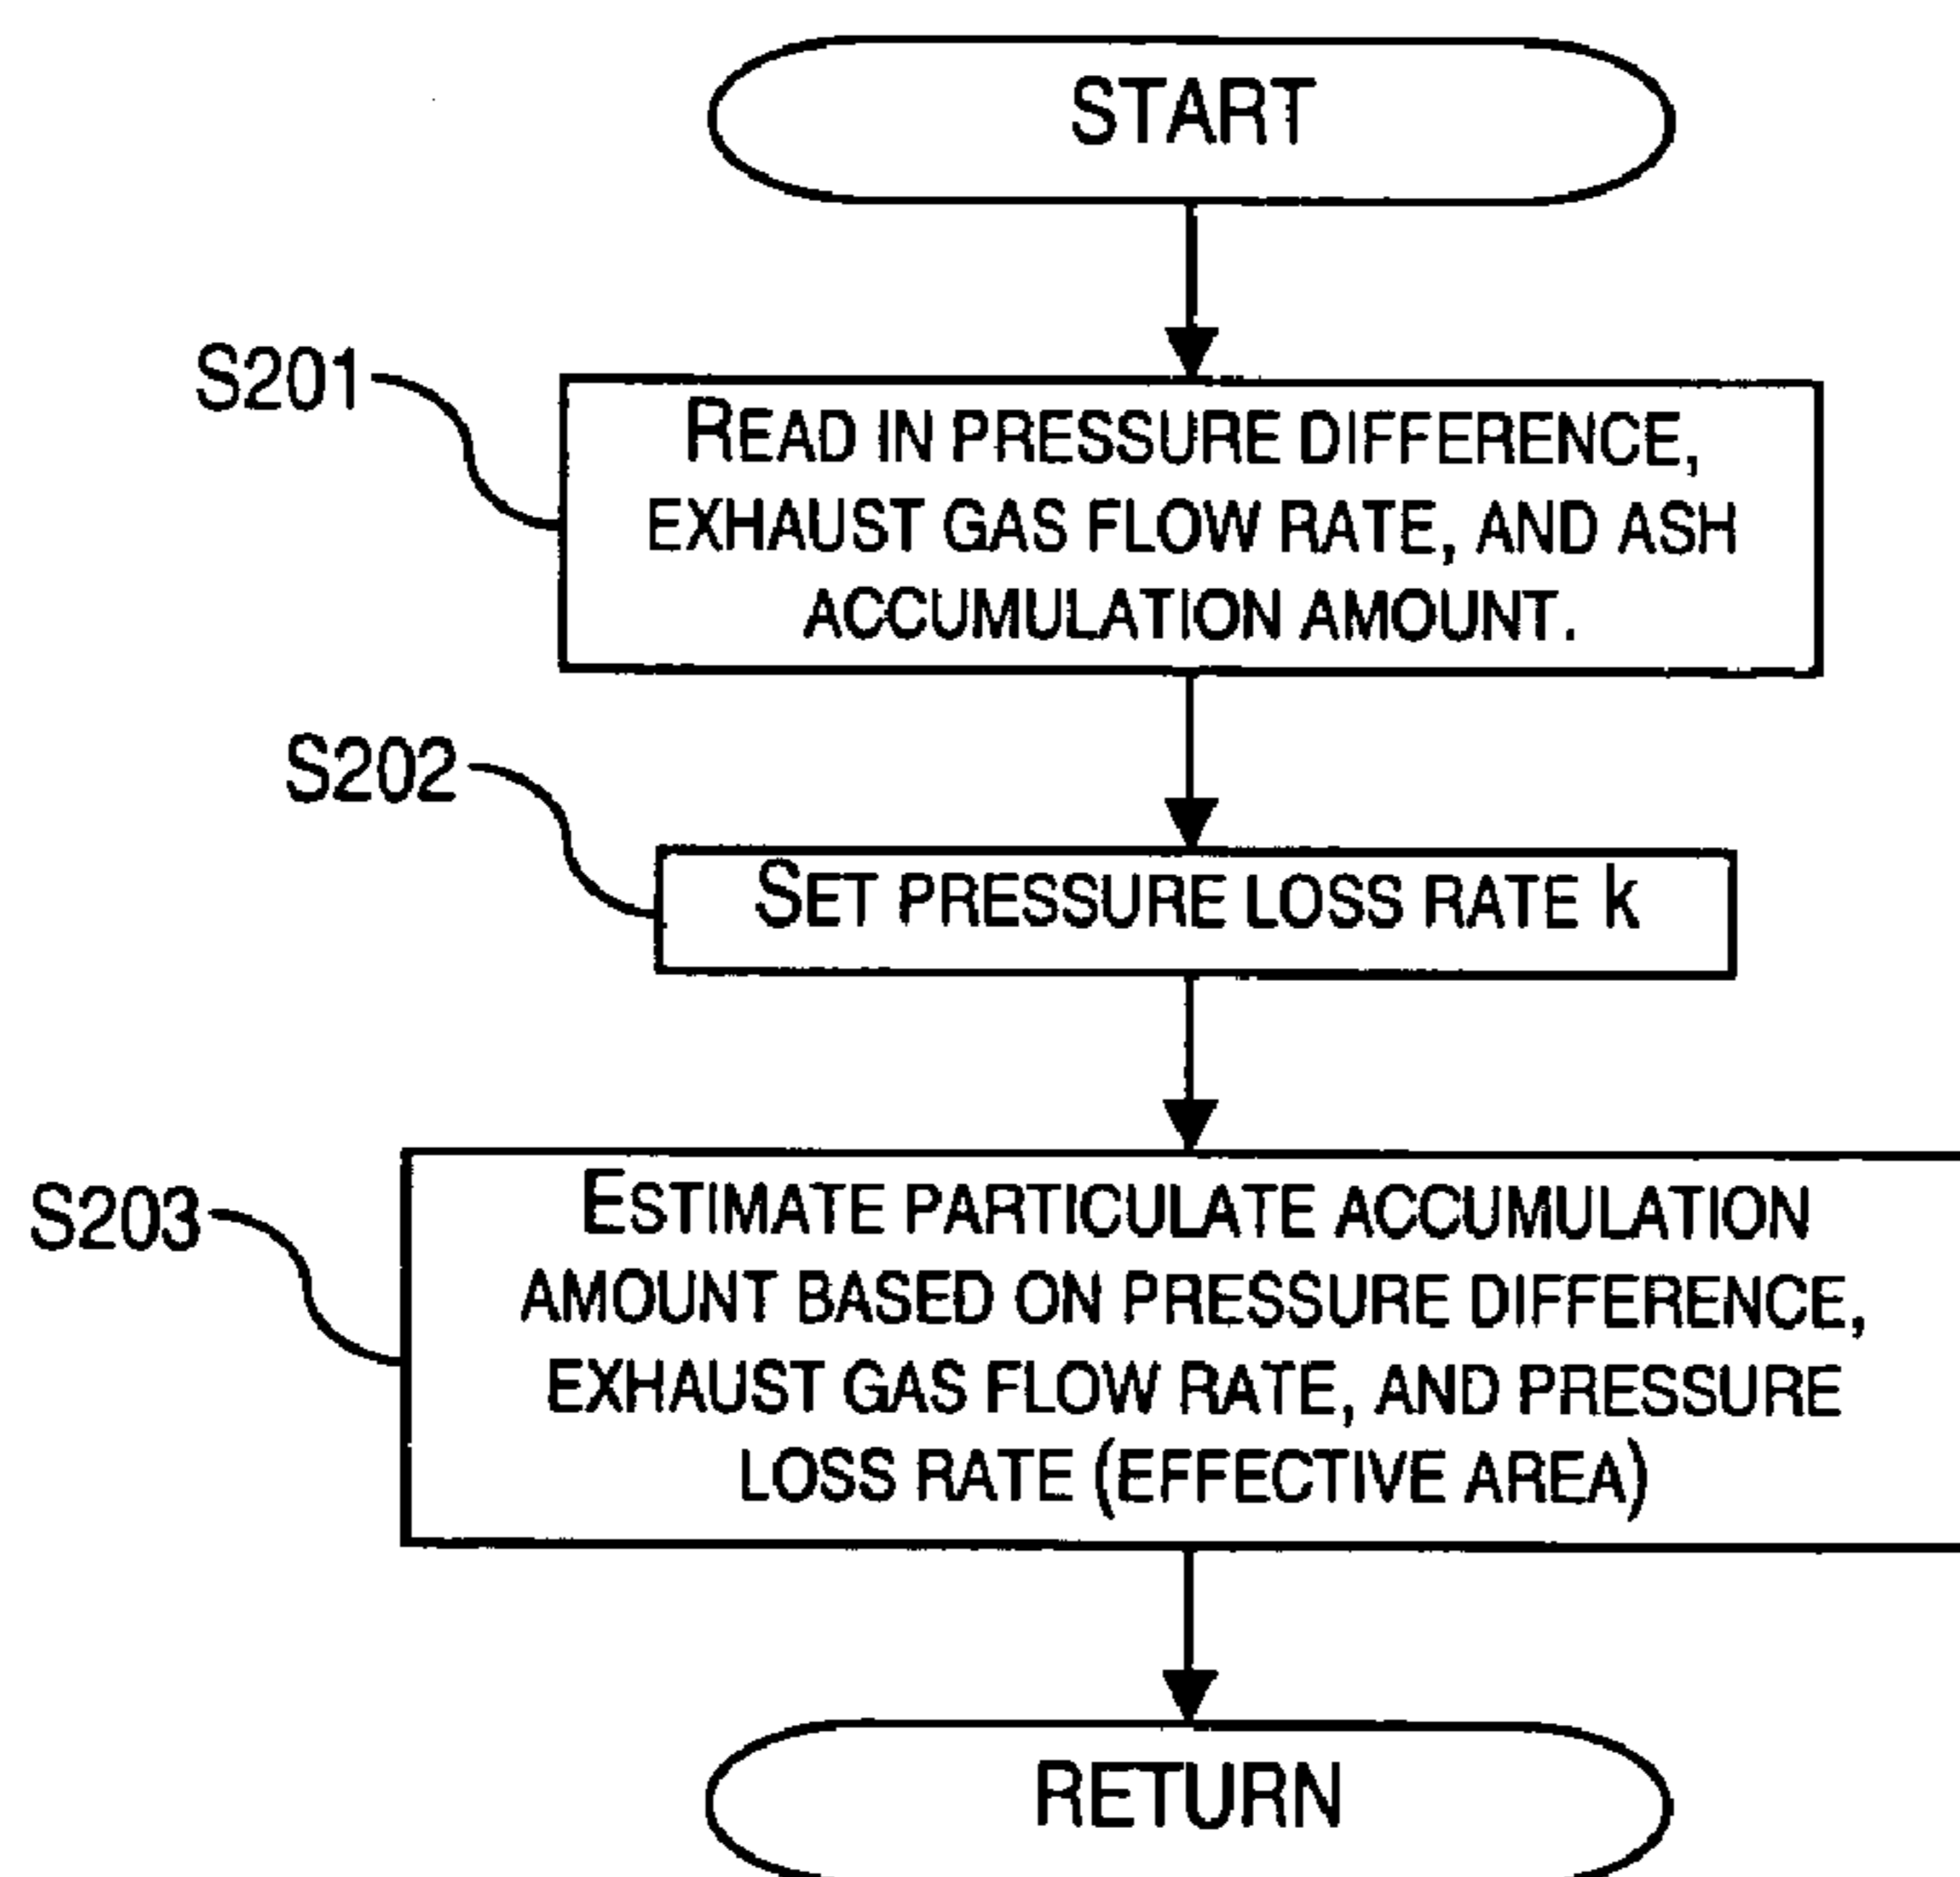 START
S201
READ IN PRESSURE DIFFERENCE,
EXHAUST GAS FLOW RATE, AND ASH
ACCUMULATION AMOUNT.
S202
SET PRESSURE LOSS RATE k
S203
ESTIMATE PARTICULATE ACCUMULATION
AMOUNT BASED ON PRESSURE DIFFERENCE,
EXHAUST GAS FLOW RATE, AND PRESSURE
LOSS RATE (EFFECTIVE AREA)
RETURN